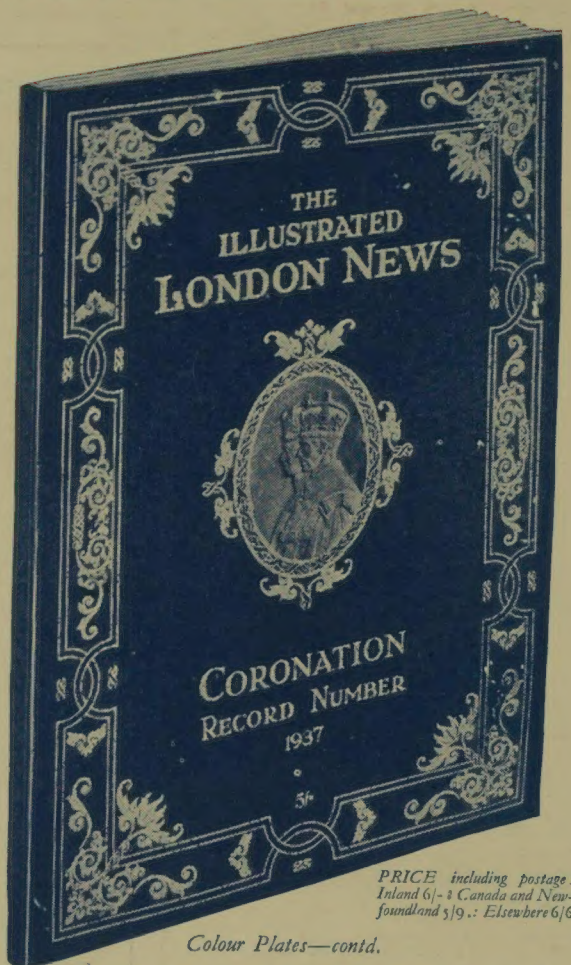 THE
ILLUSTRATED
LONDON NEWS
CORONATION
RECORD NUMBER
1937
5/-
PRICE including postage
Inland 6/- : Canada and New-
foundland 5/9.: Elsewhere 6/6
Colour Plates—contd.